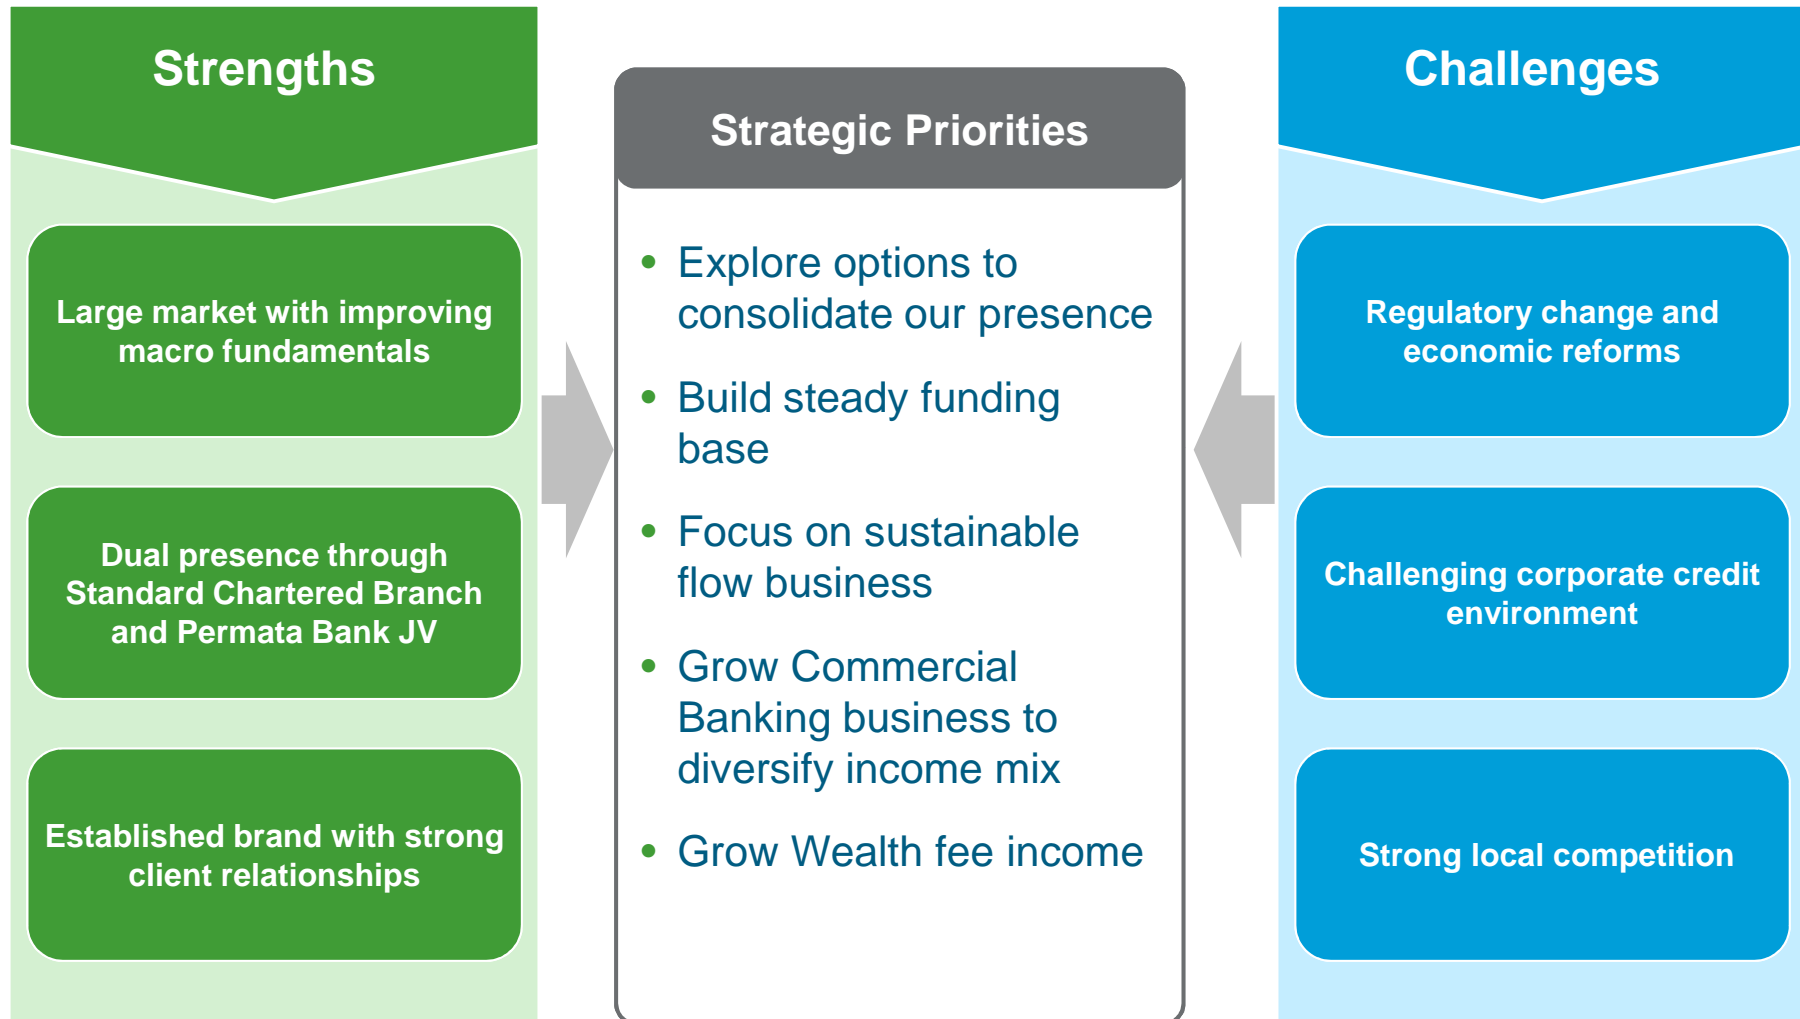 Strengths
Large market with improving
macro fundamentals
Dual presence through
Standard Chartered Branch
and Permata Bank JV
Established brand with strong
client relationships
Strategic Priorities
• Explore options to
consolidate our presence
• Build steady funding
base
• Focus on sustainable
flow business
• Grow Commercial
Banking business to
diversify income mix
• Grow Wealth fee income
Challenges
Regulatory change and
economic reforms
Challenging corporate credit
environment
Strong local competition